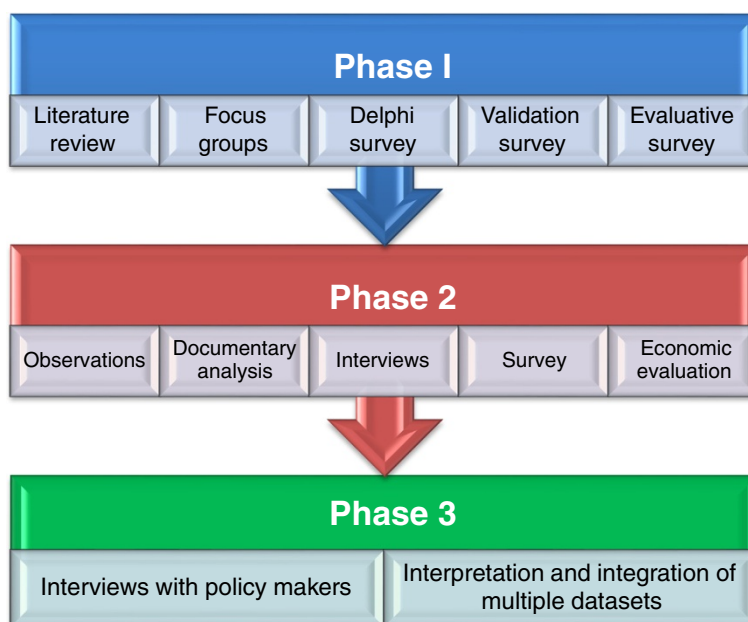 Phase I
Literature review
Focus groups
Delphi survey
Validation survey
Evaluative survey
Phase 2
Observations
Documentary analysis
Interviews
Survey
Economic evaluation
Phase 3
Interviews with policy makers
Interpretation and integration of
multiple datasets